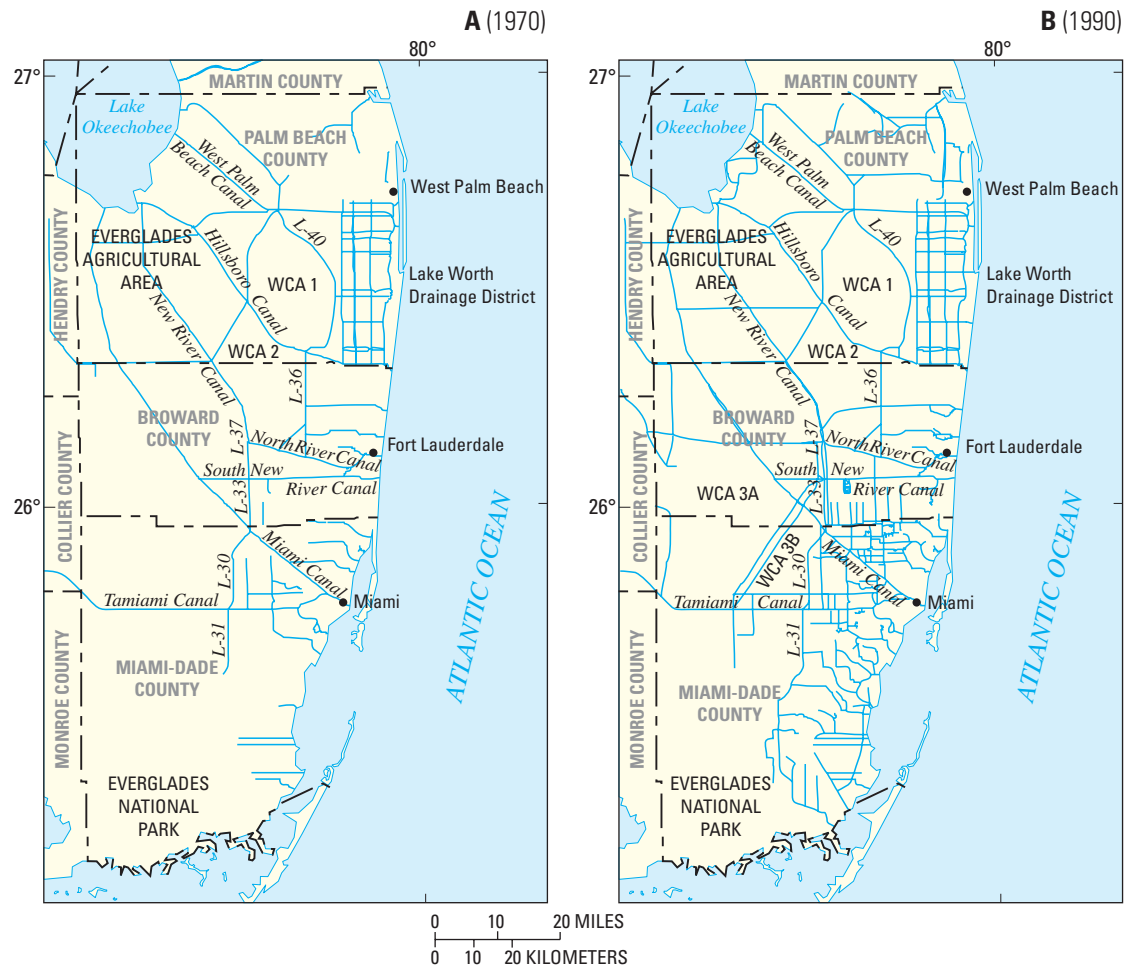 A (1970)
80°
27°
MARTIN COUNTY
Lake
Okeechobee
PALM BEACH
COUNTY
West Palm
Beach Canal
West Palm Beach
L-40
EVERGLADES
AGRICULTURAL
AREA
HENDRY COUNTY
Hillsboro
Canal
WCA 1
Lake Worth
Drainage District
New River
Canal
WCA 2
L-36
BROWARD
COUNTY
L-37
North River Canal
Fort Lauderdale
South New
River Canal
L-33
COLLIER COUNTY
26°
Miami Canal
L-30
Tamiami Canal
Miami
L-31
MIAMI-DADE
COUNTY
MONROE COUNTY
ATLANTIC OCEAN
EVERGLADES
NATIONAL
PARK
B (1990)
80°
27°
MARTIN COUNTY
Lake
Okeechobee
PALM BEACH
COUNTY
West Palm
Beach Canal
West Palm Beach
L-40
EVERGLADES
AGRICULTURAL
AREA
HENDRY COUNTY
Hillsboro
Canal
WCA 1
Lake Worth
Drainage District
New River
Canal
WCA 2
L-36
BROWARD
COUNTY
L-37
North River Canal
Fort Lauderdale
South New
River Canal
L-33
WCA 3A
COLLIER COUNTY
26°
WCA 3B
Miami Canal
L-30
Tamiami Canal
Miami
L-31
MIAMI-DADE
COUNTY
MONROE COUNTY
ATLANTIC OCEAN
EVERGLADES
NATIONAL
PARK
0 10 20 MILES
0 10 20 KILOMETERS